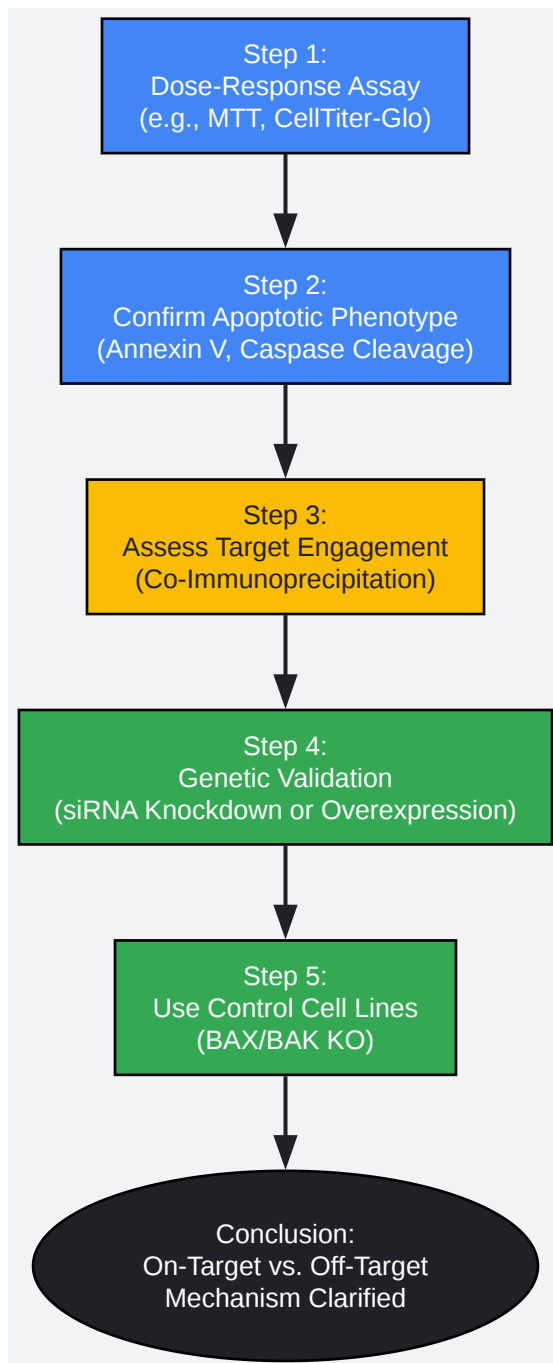 Step 1:
Dose-Response Assay
(e.g., MTT, CellTiter-Glo)
Step 2:
Confirm Apoptotic Phenotype
(Annexin V, Caspase Cleavage)
Step 3:
Assess Target Engagement
(Co-Immunoprecipitation)
Step 4:
Genetic Validation
(siRNA Knockdown or Overexpression)
Step 5:
Use Control Cell Lines
(BAX/BAK KO)
Conclusion:
On-Target vs. Off-Target
Mechanism Clarified